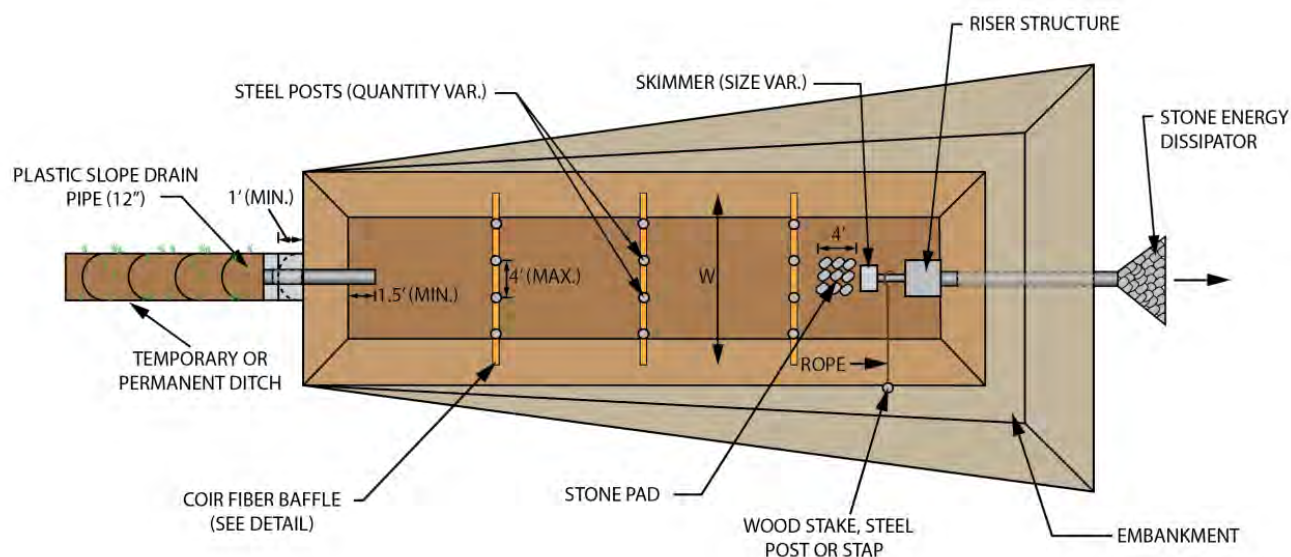 RISER STRUCTURE
STEEL POSTS (QUANTITY VAR.)
SKIMMER (SIZE VAR.)
STONE ENERGY
DISSIPATOR
PLASTIC SLOPE DRAIN
PIPE (12")
1' (MIN.)
4'
4' (MAX.)
W
1.5' (MIN.)
TEMPORARY OR
PERMANENT DITCH
ROPE
COIR FIBER BAFFLE
(SEE DETAIL)
STONE PAD
WOOD STAKE, STEEL
POST OR STAP
EMBANKMENT